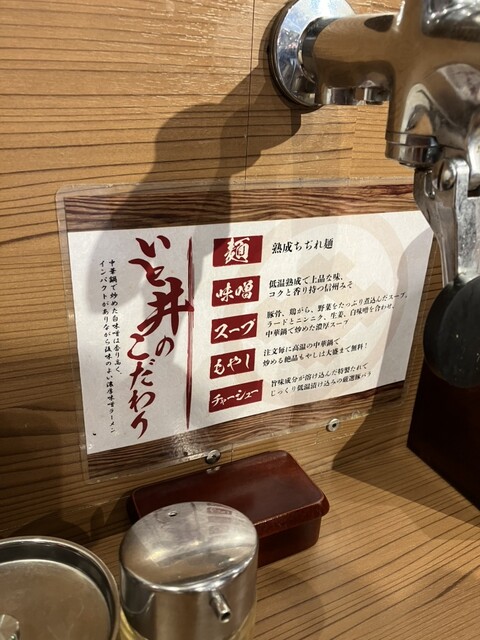 いと井のこだわり
中華鍋で炒めた白味噌は香り高く、
インパクトがありながら後味のよい濃厚味噌ラーメン
麺
熟成ちぢれ麺
味噌
低温熟成で上品な味、
コクと香り持つ信州みそ
スープ
豚骨、鶏がら、野菜をたっぷり煮込んだスープ。
ラードとニンニク、生姜、白味噌を合わせ、
中華鍋で炒めた濃厚スープ
もやし
注文毎に高温の中華鍋で
炒める絶品もやしは大盛まで無料!
チャーシュー
旨味成分が溶け込んだ特製たれで
じっくり低温漬け込みの厳選豚バラ